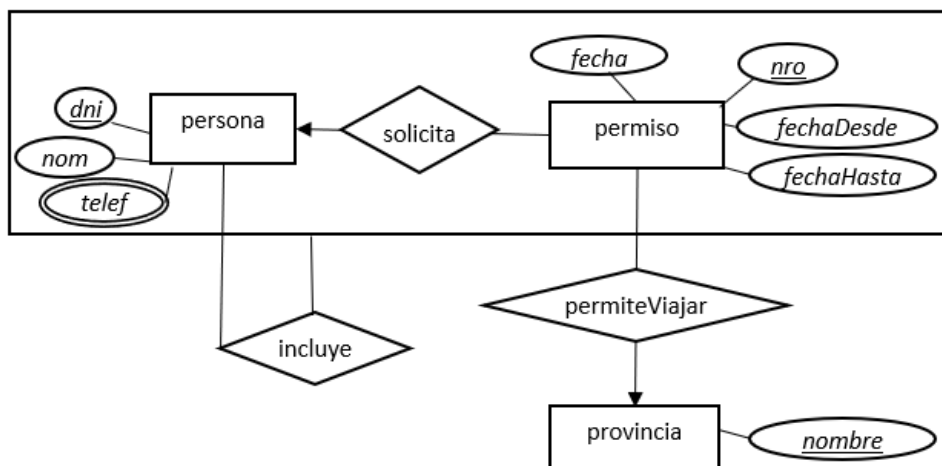 fecha
nro
dni
persona
solicita
permiso
fechaDesde
nom
fechaHasta
telef
permiteViajar
incluye
provincia
nombre